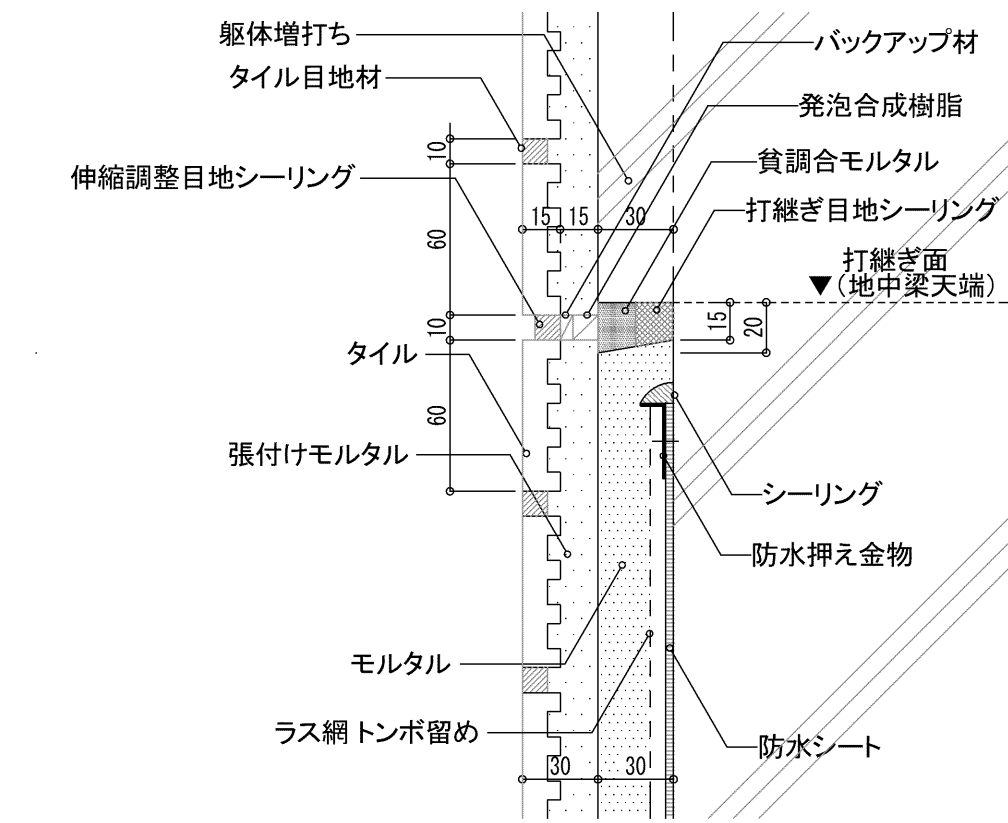 躯体増打ち
タイル目地材
伸縮調整目地シーリング
バックアップ材
発泡合成樹脂
貧調合モルタル
打継ぎ目地シーリング
打継ぎ面
▼(地中梁天端)
10
60
10
60
15
15
30
15
20
タイル
張付けモルタル
シーリング
防水押え金物
モルタル
ラス網 トンボ留め
防水シート
30
30